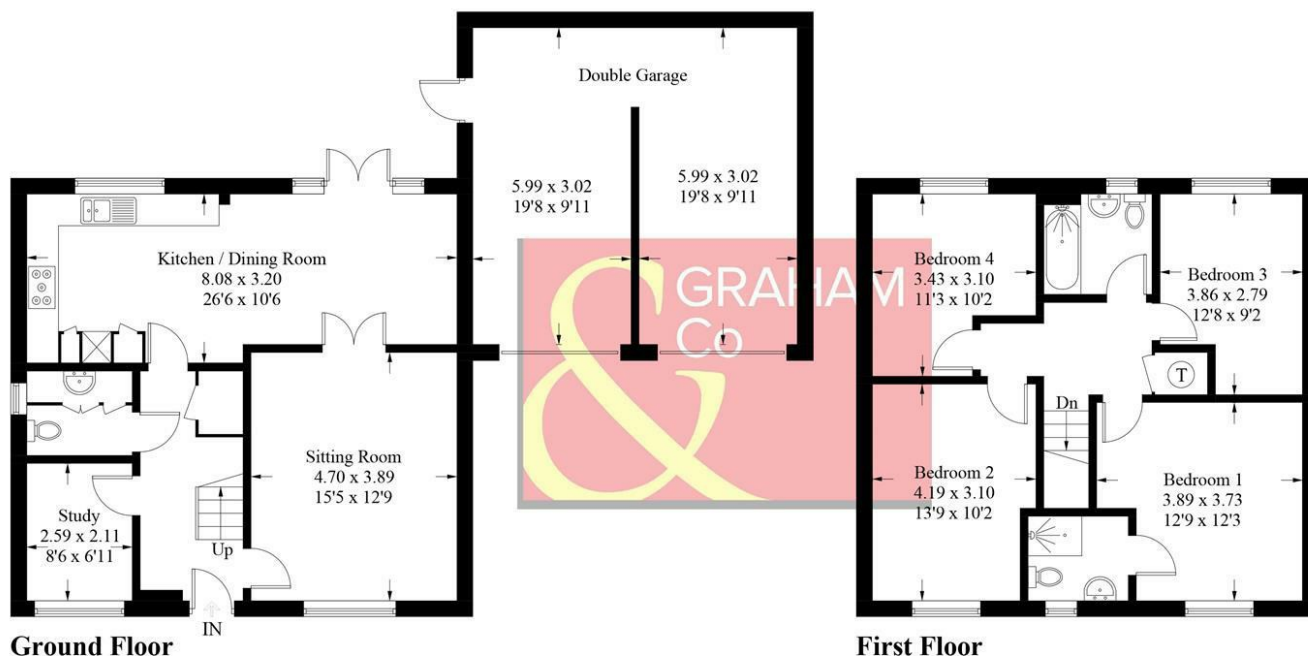 Double Garage
5.99 x 3.02
19'8 x 9'11
5.99 x 3.02
19'8 x 9'11
Kitchen / Dining Room
8.08 x 3.20
26'6 x 10'6
Sitting Room
4.70 x 3.89
15'5 x 12'9
Study
2.59 x 2.11
8'6 x 6'11
Up
IN
Ground Floor
& GRAHAM
Co
Bedroom 4
3.43 x 3.10
11'3 x 10'2
Bedroom 3
3.86 x 2.79
12'8 x 9'2
T
Dn
Bedroom 2
4.19 x 3.10
13'9 x 10'2
Bedroom 1
3.89 x 3.73
12'9 x 12'3
First Floor